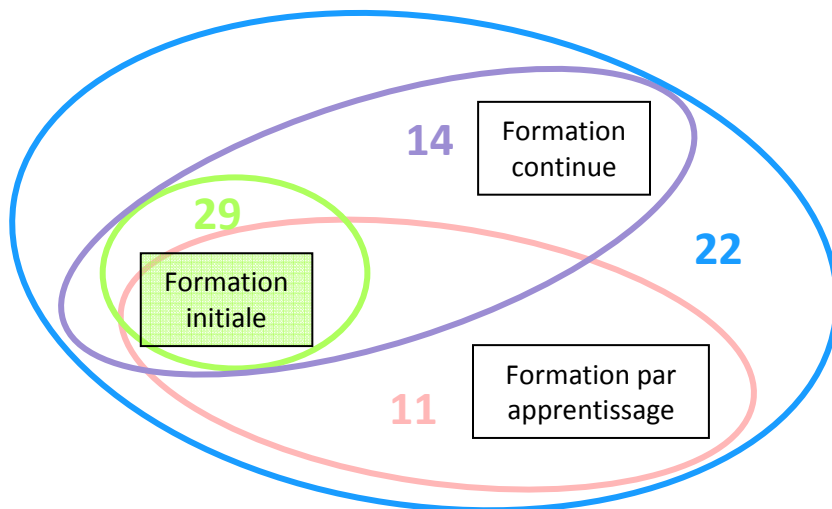 14
Formation
continue
29
22
Formation
initiale
Formation par
apprentissage
11